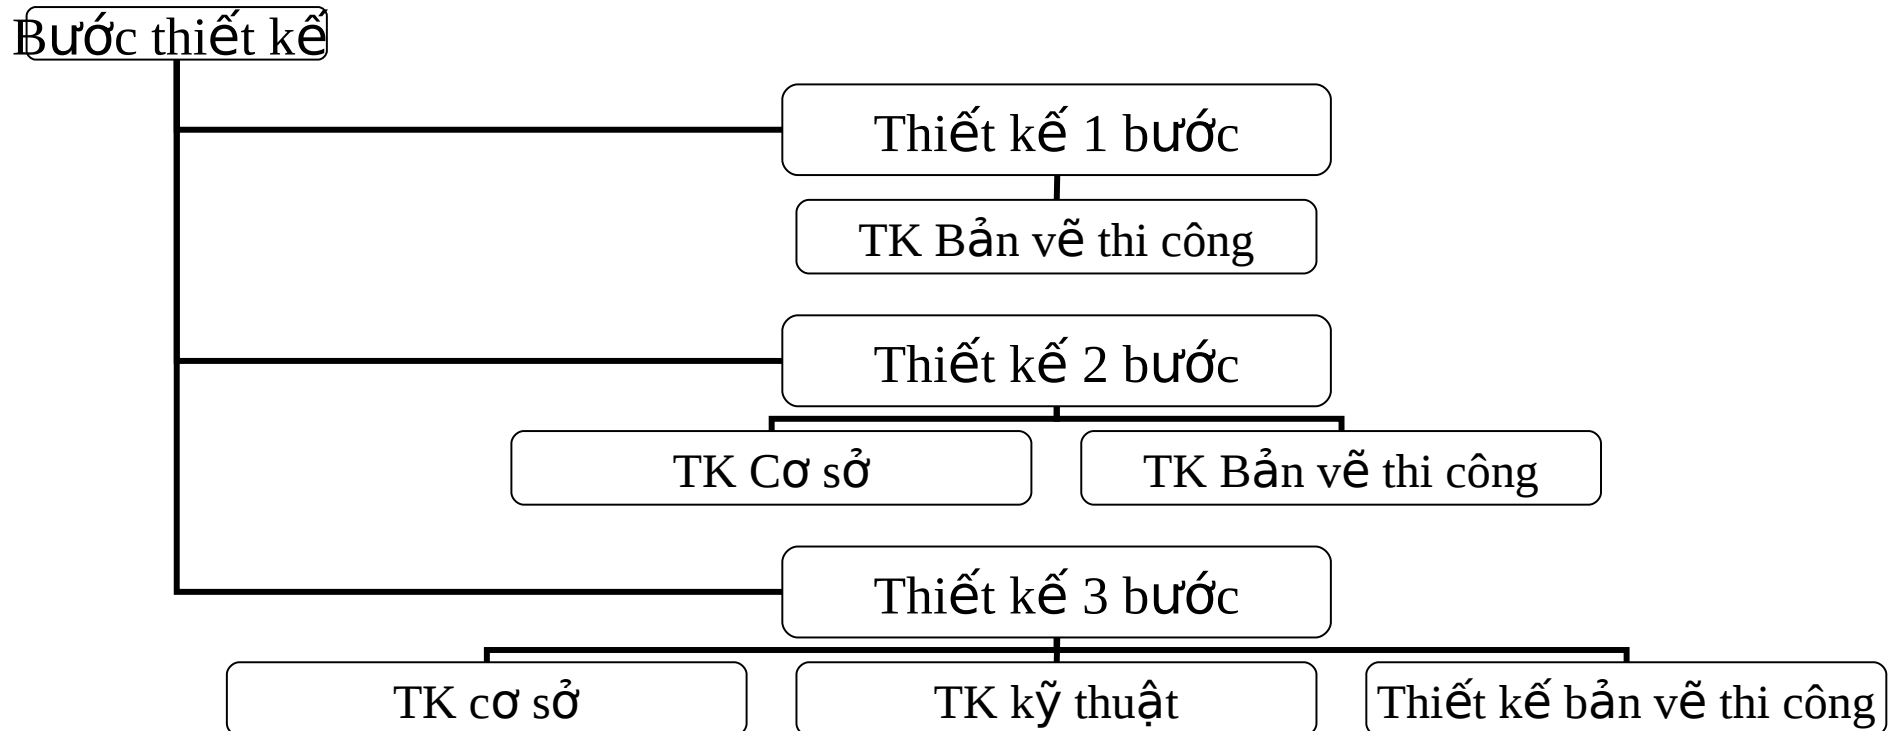 Bước thiết kế
Thiết kế 1 bước
TK Bản vẽ thi công
Thiết kế 2 bước
TK Cơ sở
TK Bản vẽ thi công
Thiết kế 3 bước
TK cơ sở
TK kỹ thuật
Thiết kế bản vẽ thi công